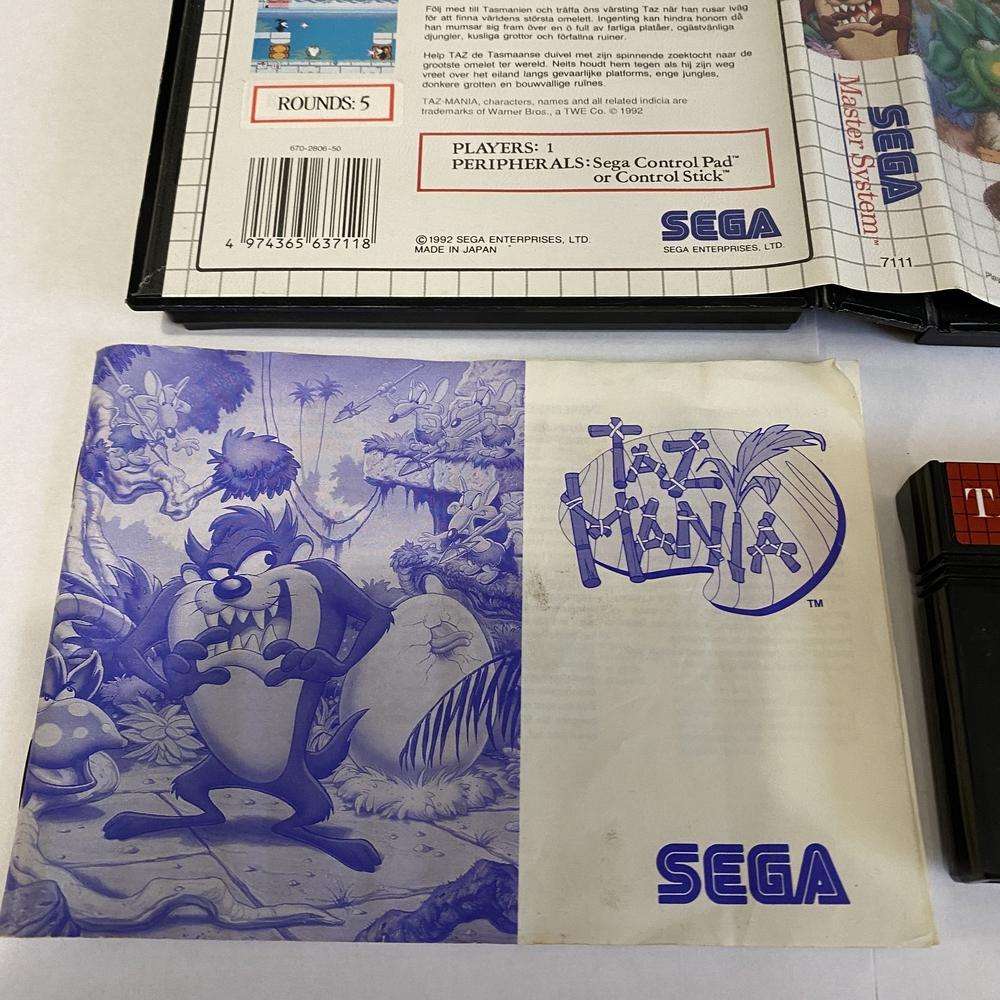 Följ med till Tasmanien och träffa öns vårsting Taz når han rusar iväg
för att finna världens största omelett. Ingenting kan hindra honom då
han mumsar sig fram över en ö full av farliga platåer, ogästvänliga
djungler, kusliga grottor och förfallna ruiner.
Help TAZ de Tasmaanse duivel met zijn spinnende zoektocht naar de
grootste omelet ter wereld. Neits houdt hem tegen als hij zijn weg
vreet over het eiland langs gevaarlijke platforms, enge jungles,
donkere grotten en bouwvallige ruïnes.
TAZ-MANIA, characters, names and all related indicia are
trademarks of Warner Bros., a TWE Co. © 1992
ROUNDS: 5
670-2806-50
4 974365 637118
PLAYERS: 1
PERIPHERALS: Sega Control Pad™
or Control Stick™
©1992 SEGA ENTERPRISES, LTD.
MADE IN JAPAN
SEGA
SEGA ENTERPRISES, LTD.
SEGA
Master System™
7111
TAZ
MANIA
TM
SEGA
T